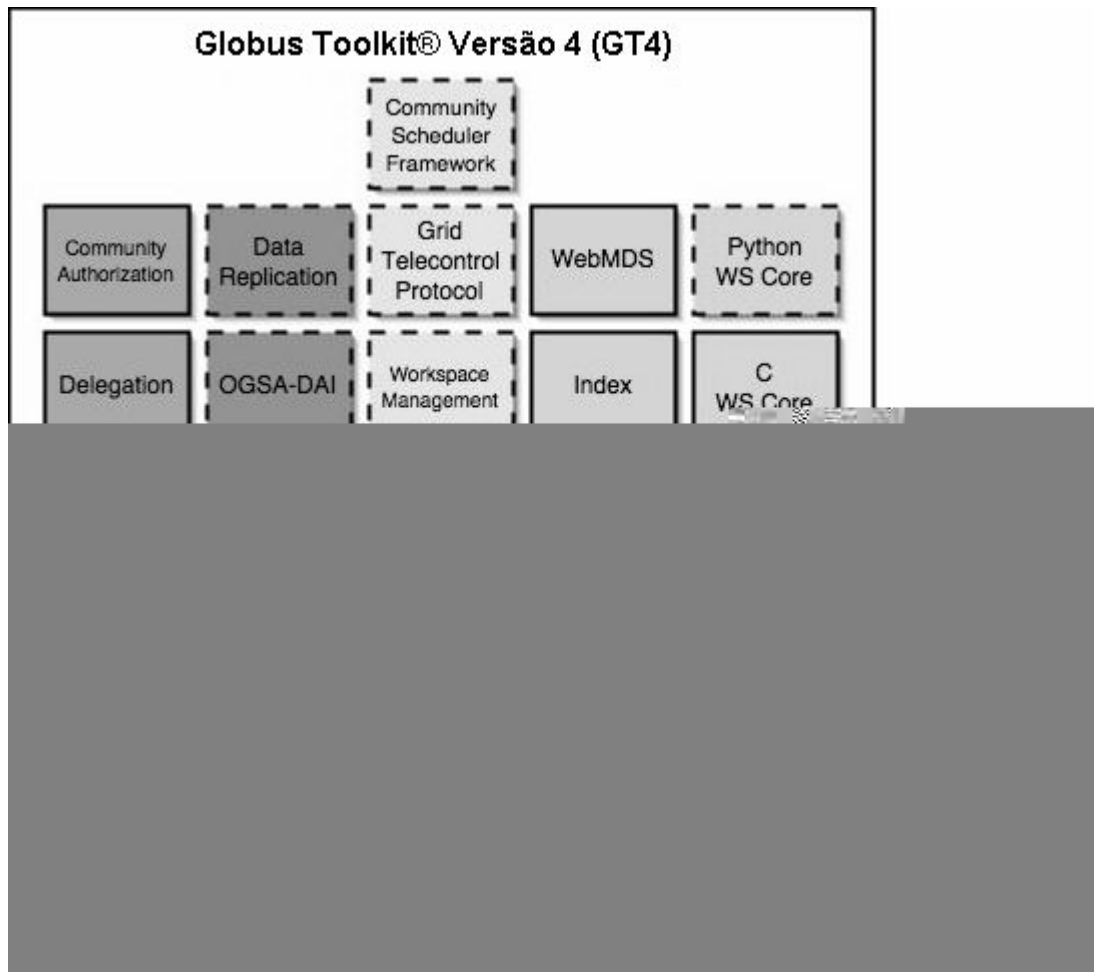 Globus Toolkit® Versão 4 (GT4)
Community
Scheduler
Framework
Community
Authorization
Data
Replication
Grid
Telecontrol
Protocol
WebMDS
Python
WS Core
Delegation
OGSA-DAI
Workspace
Management
Index
C
WS Core